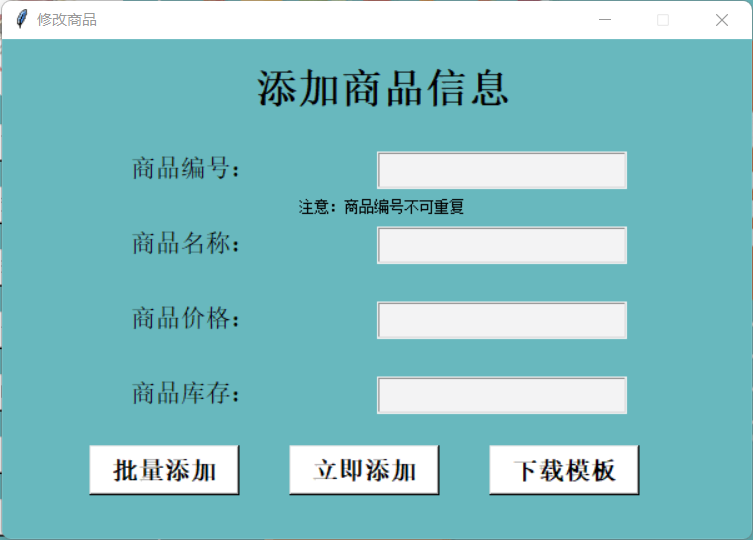 修改商品
添加商品信息
商品编号：
注意：商品编号不可重复
商品名称：
商品价格：
商品库存：
批量添加 立即添加 下载模板